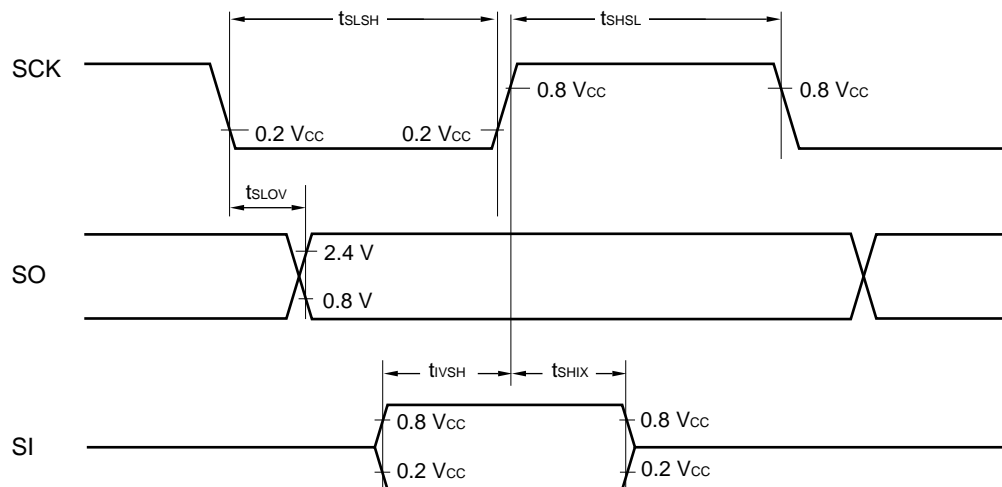 tSLSH tSHSL
SCK
0.8 VCC 0.8 VCC
0.2 VCC 0.2 VCC
tSLOV
2.4 V
SO
0.8 V
tIVSH tSHIX
0.8 VCC 0.8 VCC
SI
0.2 VCC 0.2 VCC